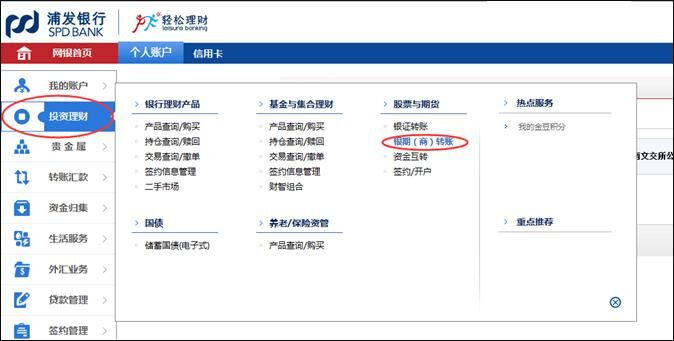 浦发银行
SPD BANK
轻松理财
leisure banking
网银首页
个人账户
信用卡
我的账户
投资理财
贵金属
转账汇款
资金归集
生活服务
外汇业务
贷款管理
签约管理
银行理财产品
产品查询/购买
持仓查询/赎回
交易查询/撤单
签约信息管理
二手市场
基金与集合理财
产品查询/购买
持仓查询/赎回
交易查询/撤单
签约信息管理
财智组合
股票与期货
银证转账
银期（商）转账
资金互转
签约/开户
热点服务
我的金豆积分
国债
储蓄国债(电子式)
养老/保险资管
产品查询/购买
重点推荐
商文交所公